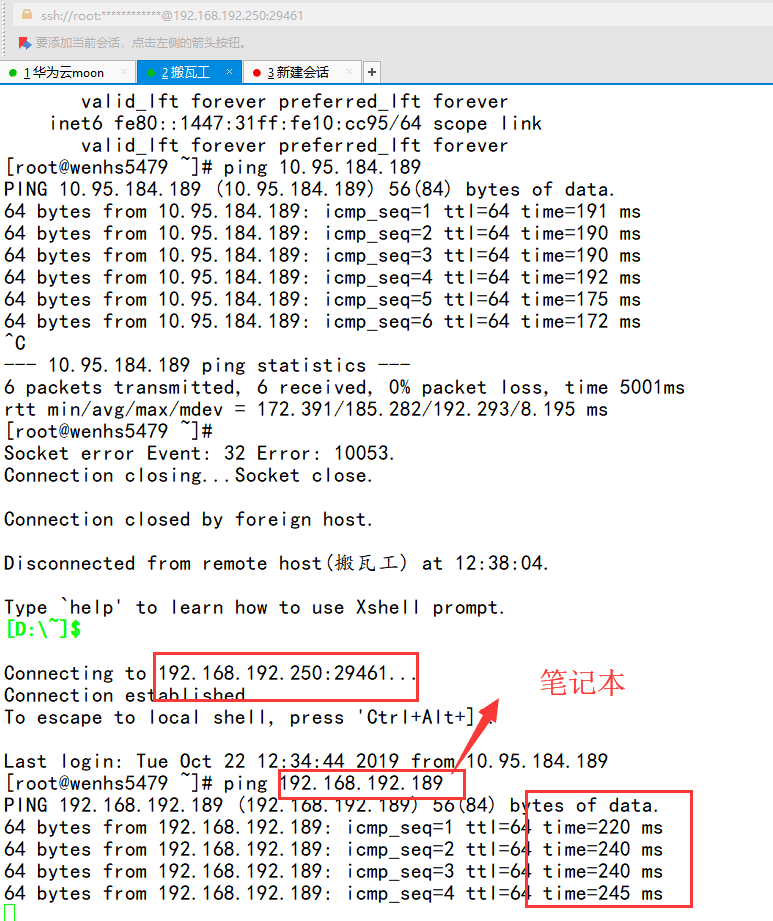 ssh://root:************@192.168.192.250:29461
要添加当前会话，点击左侧的箭头按钮。
1 华为云moon × 2 搬瓦工 × 3 新建会话 × +
valid_lft forever preferred_lft forever
inet6 fe80::1447:31ff:fe10:cc95/64 scope link
valid_lft forever preferred_lft forever
[root@wenhs5479 ~]# ping 10.95.184.189
PING 10.95.184.189 (10.95.184.189) 56(84) bytes of data.
64 bytes from 10.95.184.189: icmp_seq=1 ttl=64 time=191 ms
64 bytes from 10.95.184.189: icmp_seq=2 ttl=64 time=190 ms
64 bytes from 10.95.184.189: icmp_seq=3 ttl=64 time=190 ms
64 bytes from 10.95.184.189: icmp_seq=4 ttl=64 time=192 ms
64 bytes from 10.95.184.189: icmp_seq=5 ttl=64 time=175 ms
64 bytes from 10.95.184.189: icmp_seq=6 ttl=64 time=172 ms
^C
--- 10.95.184.189 ping statistics ---
6 packets transmitted, 6 received, 0% packet loss, time 5001ms
rtt min/avg/max/mdev = 172.391/185.282/192.293/8.195 ms
[root@wenhs5479 ~]#
Socket error Event: 32 Error: 10053.
Connection closing...Socket close.
Connection closed by foreign host.
Disconnected from remote host(搬瓦工) at 12:38:04.
Type `help' to learn how to use Xshell prompt.
[D:\~]$
Connecting to 192.168.192.250:29461...
笔记本
Connection established.
To escape to local shell, press 'Ctrl+Alt+]'.
Last login: Tue Oct 22 12:34:44 2019 from 10.95.184.189
[root@wenhs5479 ~]# ping 192.168.192.189
PING 192.168.192.189 (192.168.192.189) 56(84) bytes of data.
64 bytes from 192.168.192.189: icmp_seq=1 ttl=64 time=220 ms
64 bytes from 192.168.192.189: icmp_seq=2 ttl=64 time=240 ms
64 bytes from 192.168.192.189: icmp_seq=3 ttl=64 time=240 ms
64 bytes from 192.168.192.189: icmp_seq=4 ttl=64 time=245 ms